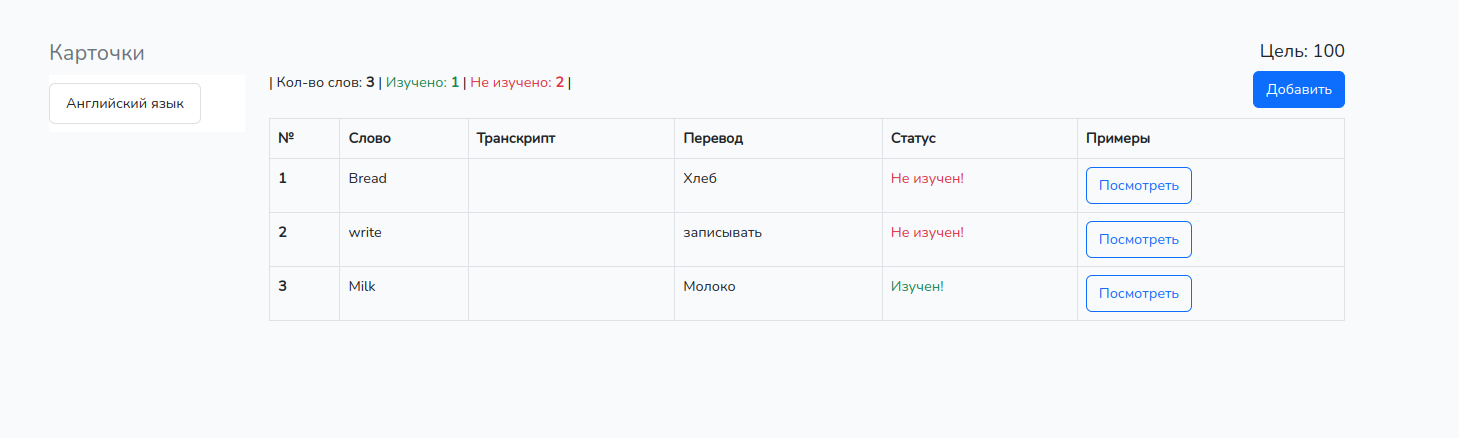 Карточки
Цель: 100
Английский язык
| Кол-во слов: 3 | Изучено: 1 | Не изучено: 2 |
Добавить
№ Слово Транскрипт Перевод Статус Примеры
1 Bread Хлеб Не изучен! Посмотреть
2 write записывать Не изучен! Посмотреть
3 Milk Молоко Изучен! Посмотреть